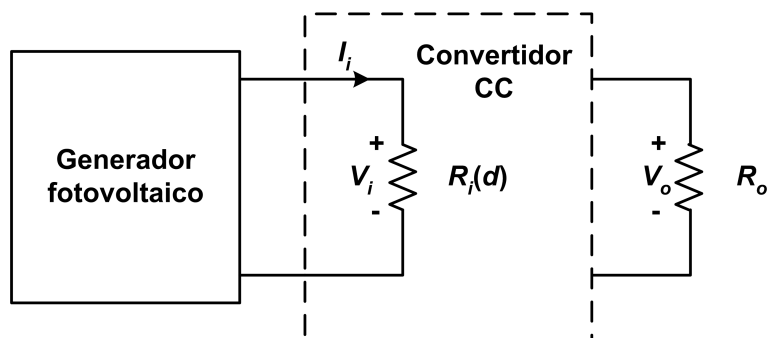 I_i
Convertidor
CC
Generador
fotovoltaico
+
V_i
-
R_i(d)
+
V_o
-
R_o